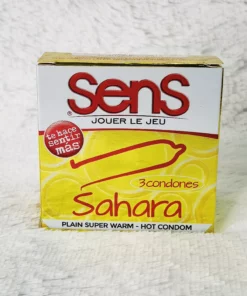 SenS
®
JOUER LE JEU
te hace
sentir
más
3condones
Sahara
PLAIN SUPER WARM - HOT CONDOM